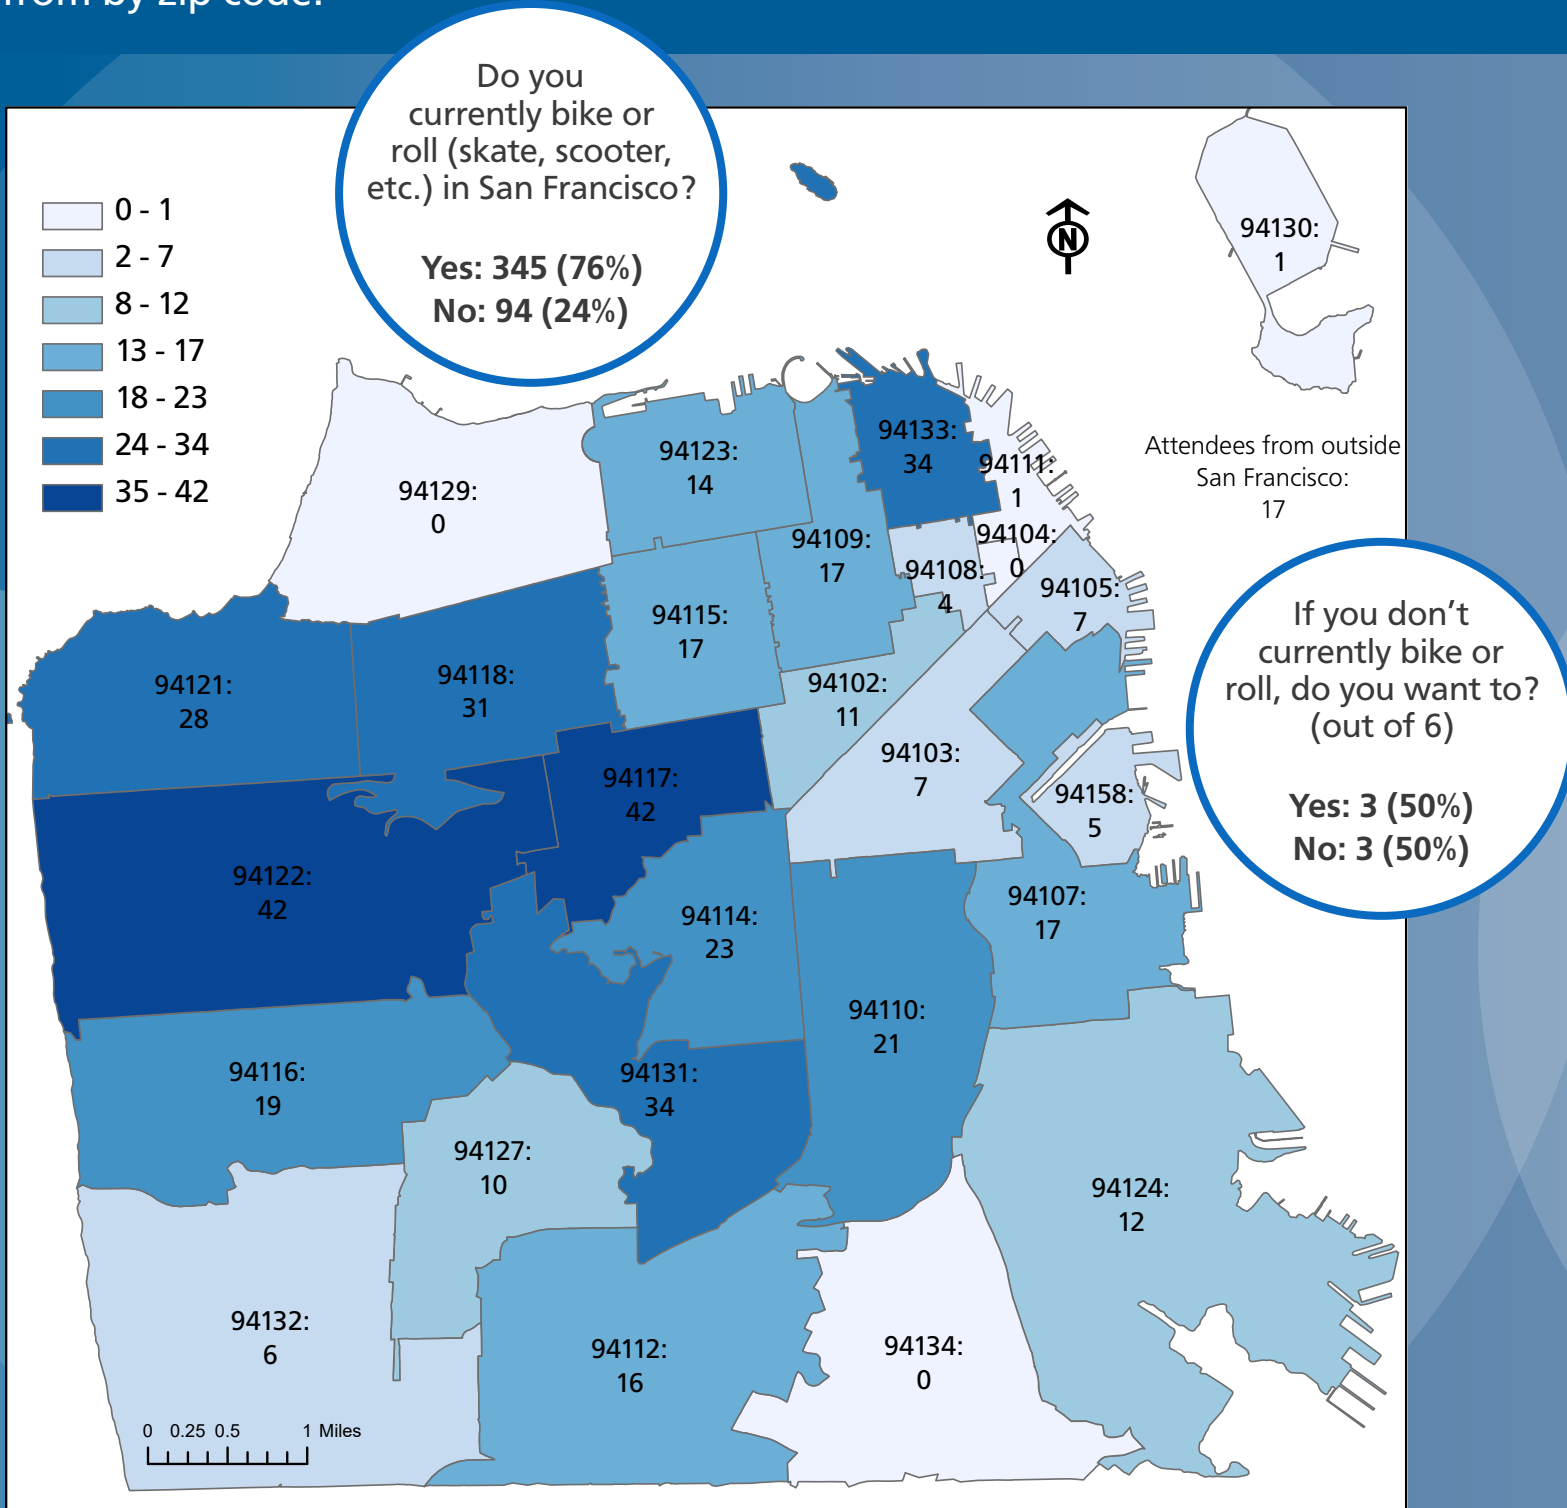 from by zip code:
Do you
currently bike or
roll (skate, scooter,
etc.) in San Francisco?
Yes: 345 (76%)
No: 94 (24%)
0 - 1
2 - 7
8 - 12
13 - 17
18 - 23
24 - 34
35 - 42
N
94130:
1
Attendees from outside
San Francisco:
17
94129:
0
94123:
14
94133:
34
94111:
1
94109:
17
94104:
0
94108:
4
94105:
7
94115:
17
94121:
28
94118:
31
94102:
11
94103:
7
94117:
42
94158:
5
If you don't
currently bike or
roll, do you want to?
(out of 6)
Yes: 3 (50%)
No: 3 (50%)
94122:
42
94114:
23
94107:
17
94110:
21
94116:
19
94131:
34
94127:
10
94124:
12
94132:
6
94112:
16
94134:
0
0 0.25 0.5 1 Miles